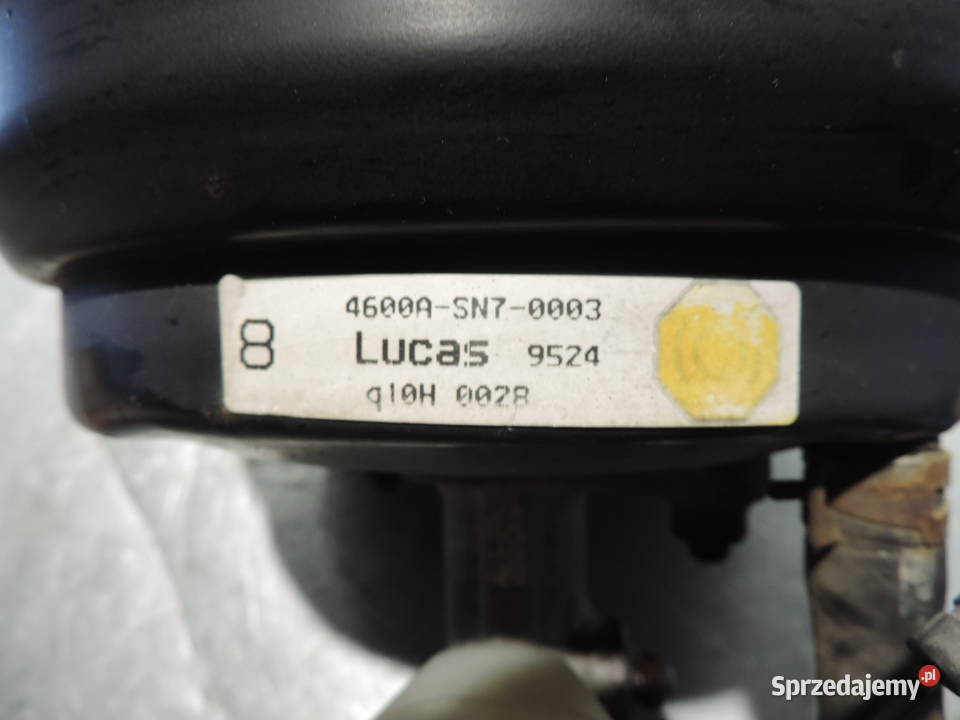 8
4600A-SN7-0003
Lucas 9524
q10H 0028
Sprzedajemy.pl